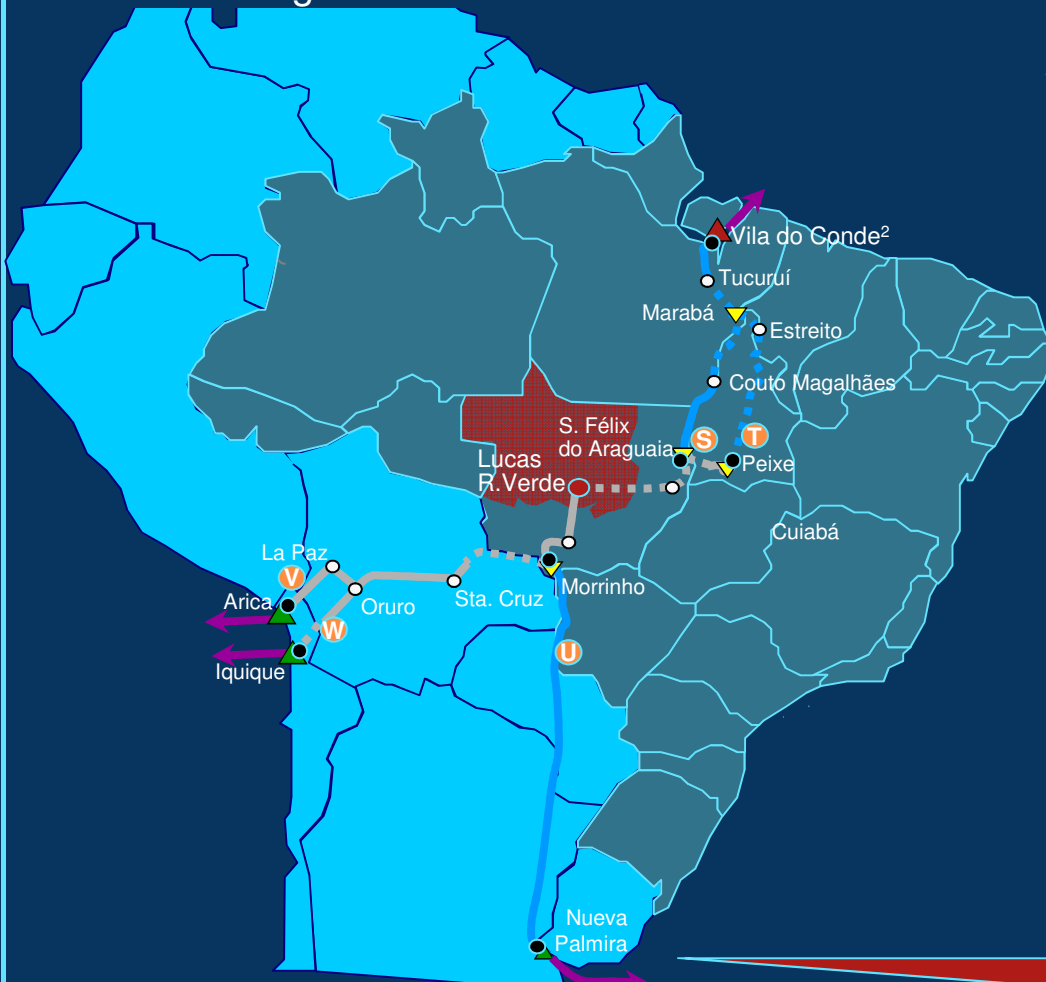 Vila do Conde²
Tucuruí
Marabá
Estreito
Couto Magalhães
S. Félix
do Araguaia
S
T
Lucas
R.Verde
Peixe
Cuiabá
La Paz
V
Morrinho
Arica
Oruro
Sta. Cruz
W
U
Iquique
Nueva
Palmira